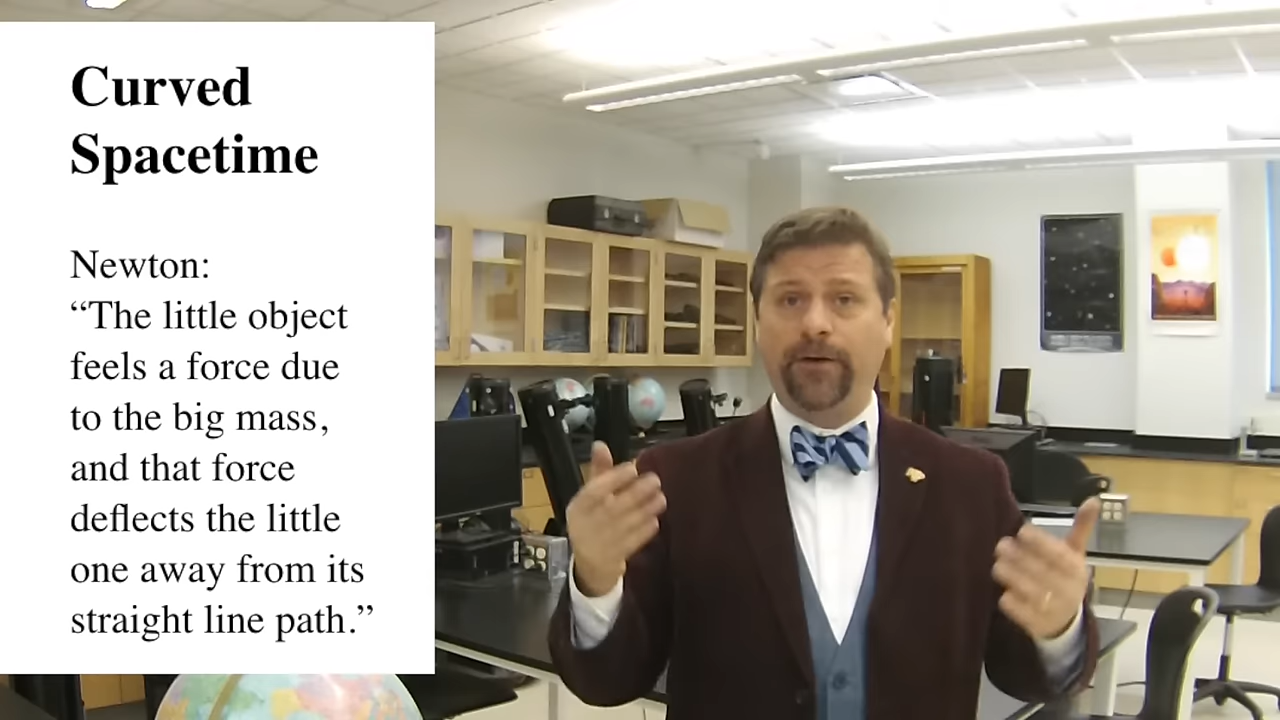 Curved
Spacetime
Newton:
“The little object
feels a force due
to the big mass,
and that force
deflects the little
one away from its
straight line path.”